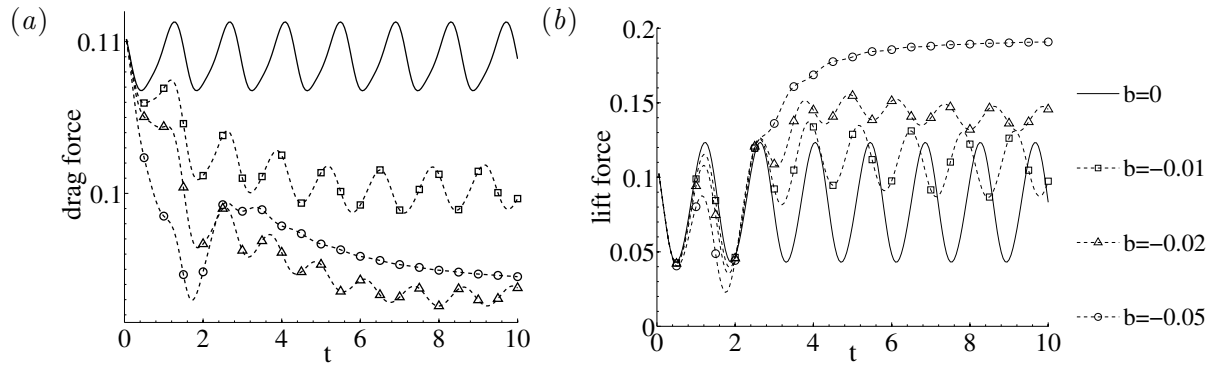 (a)
0.11
0.1
drag force
0 2 4 6 8 10
t
(b)
0.2
0.15
0.1
0.05
0
lift force
0 2 4 6 8 10
t
b=0
b=−0.01
b=−0.02
b=−0.05